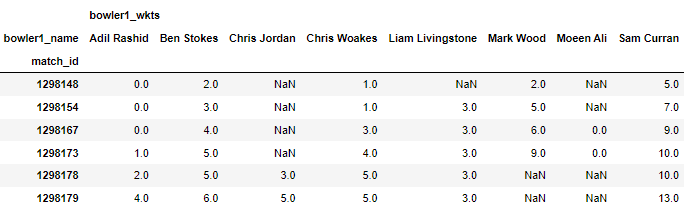 bowler1_wkts
bowler1_name Adil Rashid Ben Stokes Chris Jordan Chris Woakes Liam Livingstone Mark Wood Moeen Ali Sam Curran
match_id
1298148 0.0 2.0 NaN 1.0 NaN 2.0 NaN 5.0
1298154 0.0 3.0 NaN 1.0 3.0 5.0 NaN 7.0
1298167 0.0 4.0 NaN 3.0 3.0 6.0 0.0 9.0
1298173 1.0 5.0 NaN 4.0 3.0 9.0 0.0 10.0
1298178 2.0 5.0 3.0 5.0 3.0 NaN NaN 10.0
1298179 4.0 6.0 5.0 5.0 3.0 NaN NaN 13.0